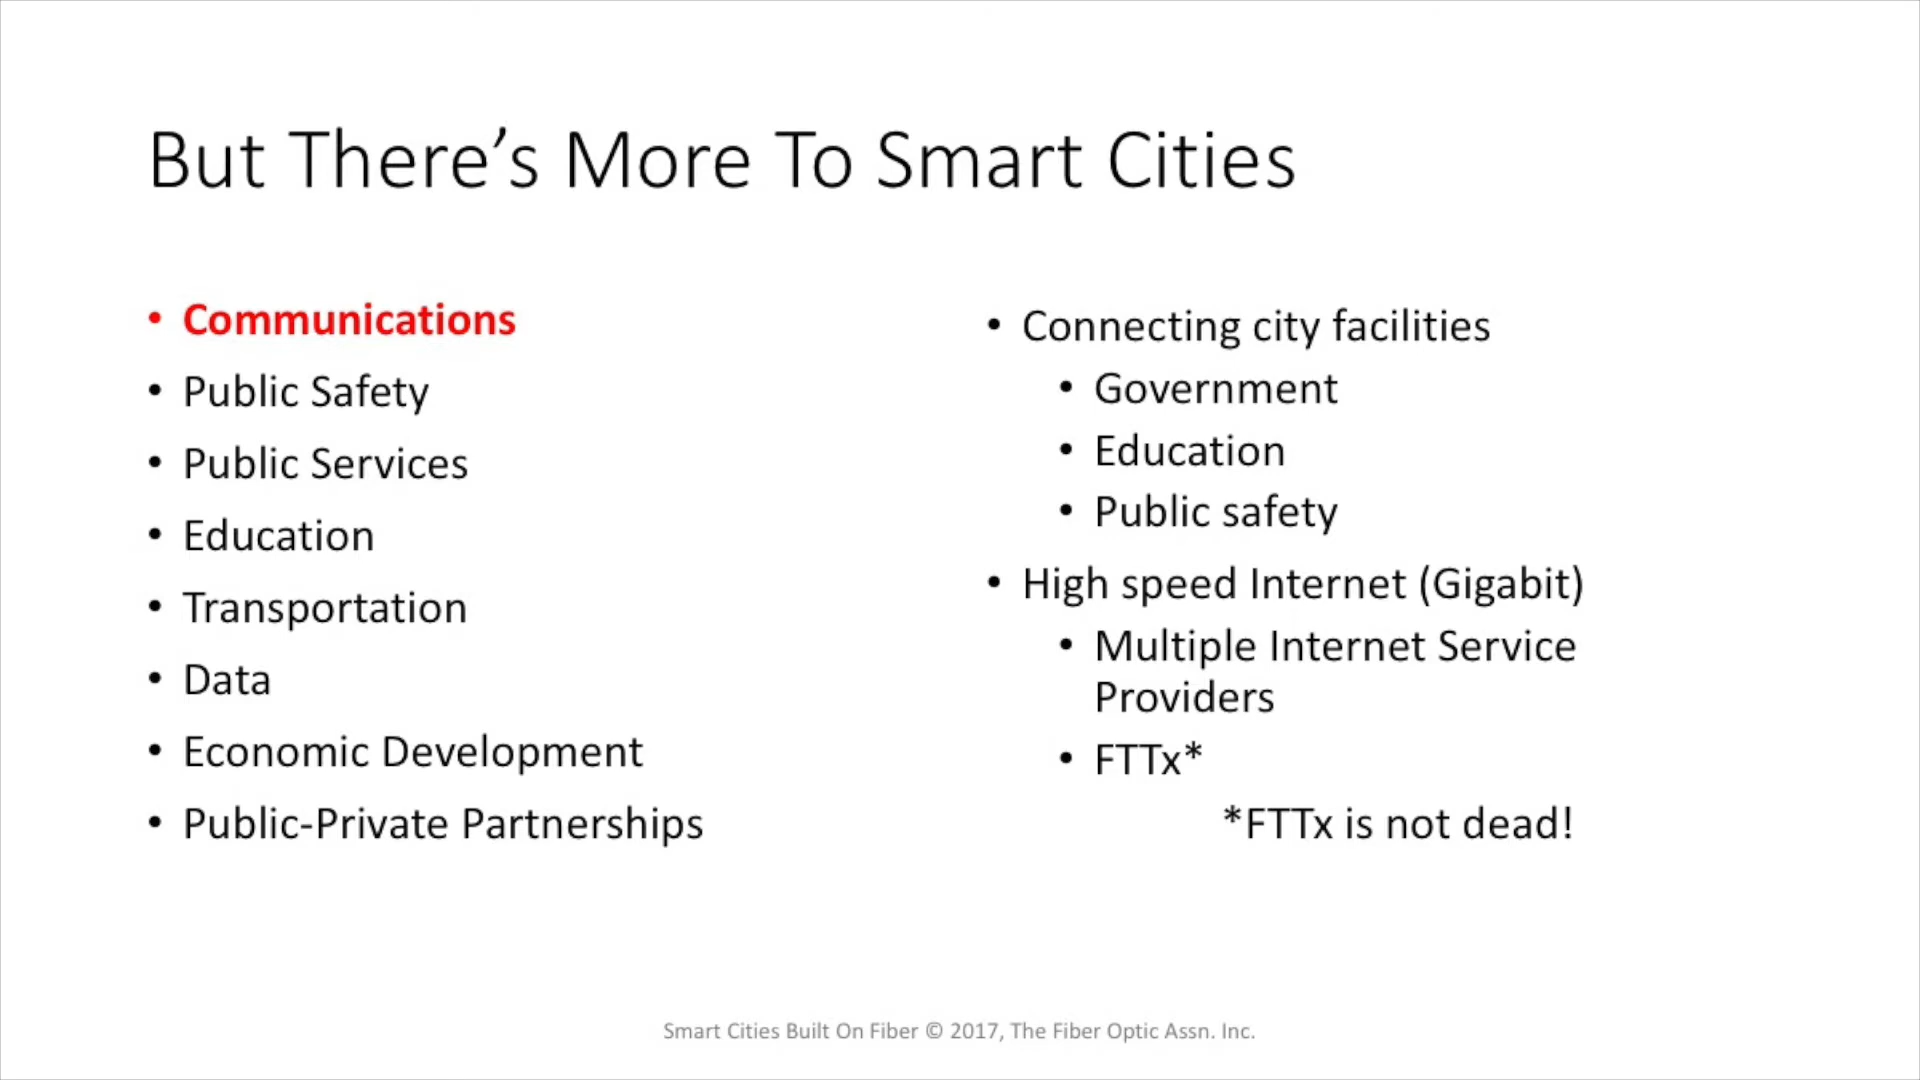 But There’s More To Smart Cities
• Communications
• Public Safety
• Public Services
• Education
• Transportation
• Data
• Economic Development
• Public-Private Partnerships
• Connecting city facilities
• Government
• Education
• Public safety
• High speed Internet (Gigabit)
• Multiple Internet Service
Providers
• FTTx*
*FTTx is not dead!
Smart Cities Built On Fiber © 2017, The Fiber Optic Assn. Inc.